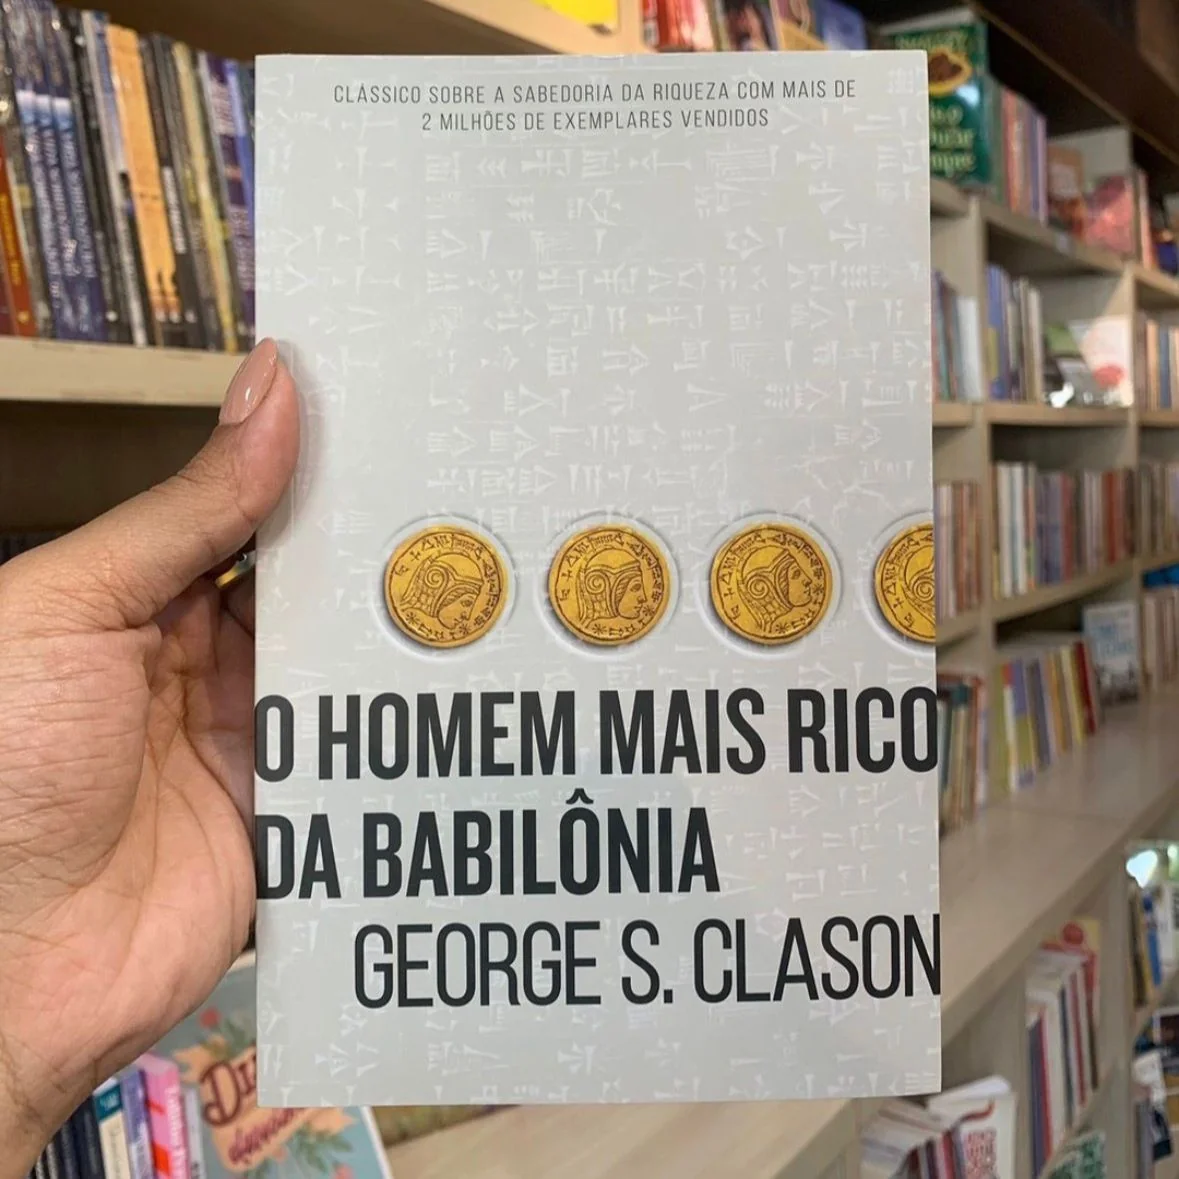 CLÁSSICO SOBRE A SABEDORIA DA RIQUEZA COM MAIS DE
2 MILHÕES DE EXEMPLARES VENDIDOS
O HOMEM MAIS RICO
DA BABILÔNIA
GEORGE S. CLASON